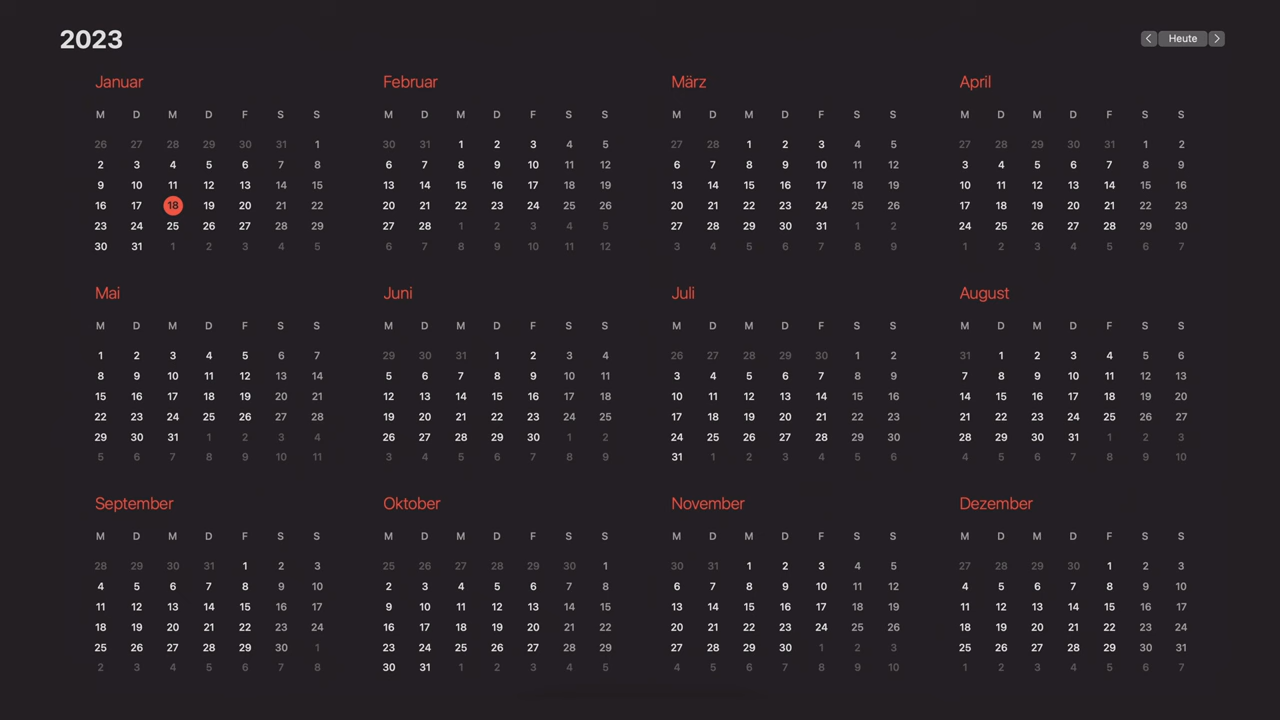 2023
< Heute >
Januar Februar März April
M D M D F S S M D M D F S S M D M D F S S M D M D F S S
26 27 28 29 30 31 1 30 31 1 2 3 4 5 27 28 1 2 3 4 5 27 28 29 30 31 1 2
2 3 4 5 6 7 8 6 7 8 9 10 11 12 6 7 8 9 10 11 12 3 4 5 6 7 8 9
9 10 11 12 13 14 15 13 14 15 16 17 18 19 13 14 15 16 17 18 19 10 11 12 13 14 15 16
16 17 18 19 20 21 22 20 21 22 23 24 25 26 20 21 22 23 24 25 26 17 18 19 20 21 22 23
23 24 25 26 27 28 29 27 28 1 2 3 4 5 27 28 29 30 31 1 2 24 25 26 27 28 29 30
30 31 1 2 3 4 5 6 7 8 9 10 11 12 3 4 5 6 7 8 9 1 2 3 4 5 6 7
Mai Juni Juli August
M D M D F S S M D M D F S S M D M D F S S M D M D F S S
1 2 3 4 5 6 7 29 30 31 1 2 3 4 26 27 28 29 30 1 2 31 1 2 3 4 5 6
8 9 10 11 12 13 14 5 6 7 8 9 10 11 3 4 5 6 7 8 9 7 8 9 10 11 12 13
15 16 17 18 19 20 21 12 13 14 15 16 17 18 10 11 12 13 14 15 16 14 15 16 17 18 19 20
22 23 24 25 26 27 28 19 20 21 22 23 24 25 17 18 19 20 21 22 23 21 22 23 24 25 26 27
29 30 31 1 2 3 4 26 27 28 29 30 1 2 24 25 26 27 28 29 30 28 29 30 31 1 2 3
5 6 7 8 9 10 11 3 4 5 6 7 8 9 31 1 2 3 4 5 6 4 5 6 7 8 9 10
September Oktober November Dezember
M D M D F S S M D M D F S S M D M D F S S M D M D F S S
28 29 30 31 1 2 3 25 26 27 28 29 30 1 30 31 1 2 3 4 5 27 28 29 30 1 2 3
4 5 6 7 8 9 10 2 3 4 5 6 7 8 6 7 8 9 10 11 12 4 5 6 7 8 9 10
11 12 13 14 15 16 17 9 10 11 12 13 14 15 13 14 15 16 17 18 19 11 12 13 14 15 16 17
18 19 20 21 22 23 24 16 17 18 19 20 21 22 20 21 22 23 24 25 26 18 19 20 21 22 23 24
25 26 27 28 29 30 1 23 24 25 26 27 28 29 27 28 29 30 1 2 3 25 26 27 28 29 30 31
2 3 4 5 6 7 8 30 31 1 2 3 4 5 4 5 6 7 8 9 10 1 2 3 4 5 6 7